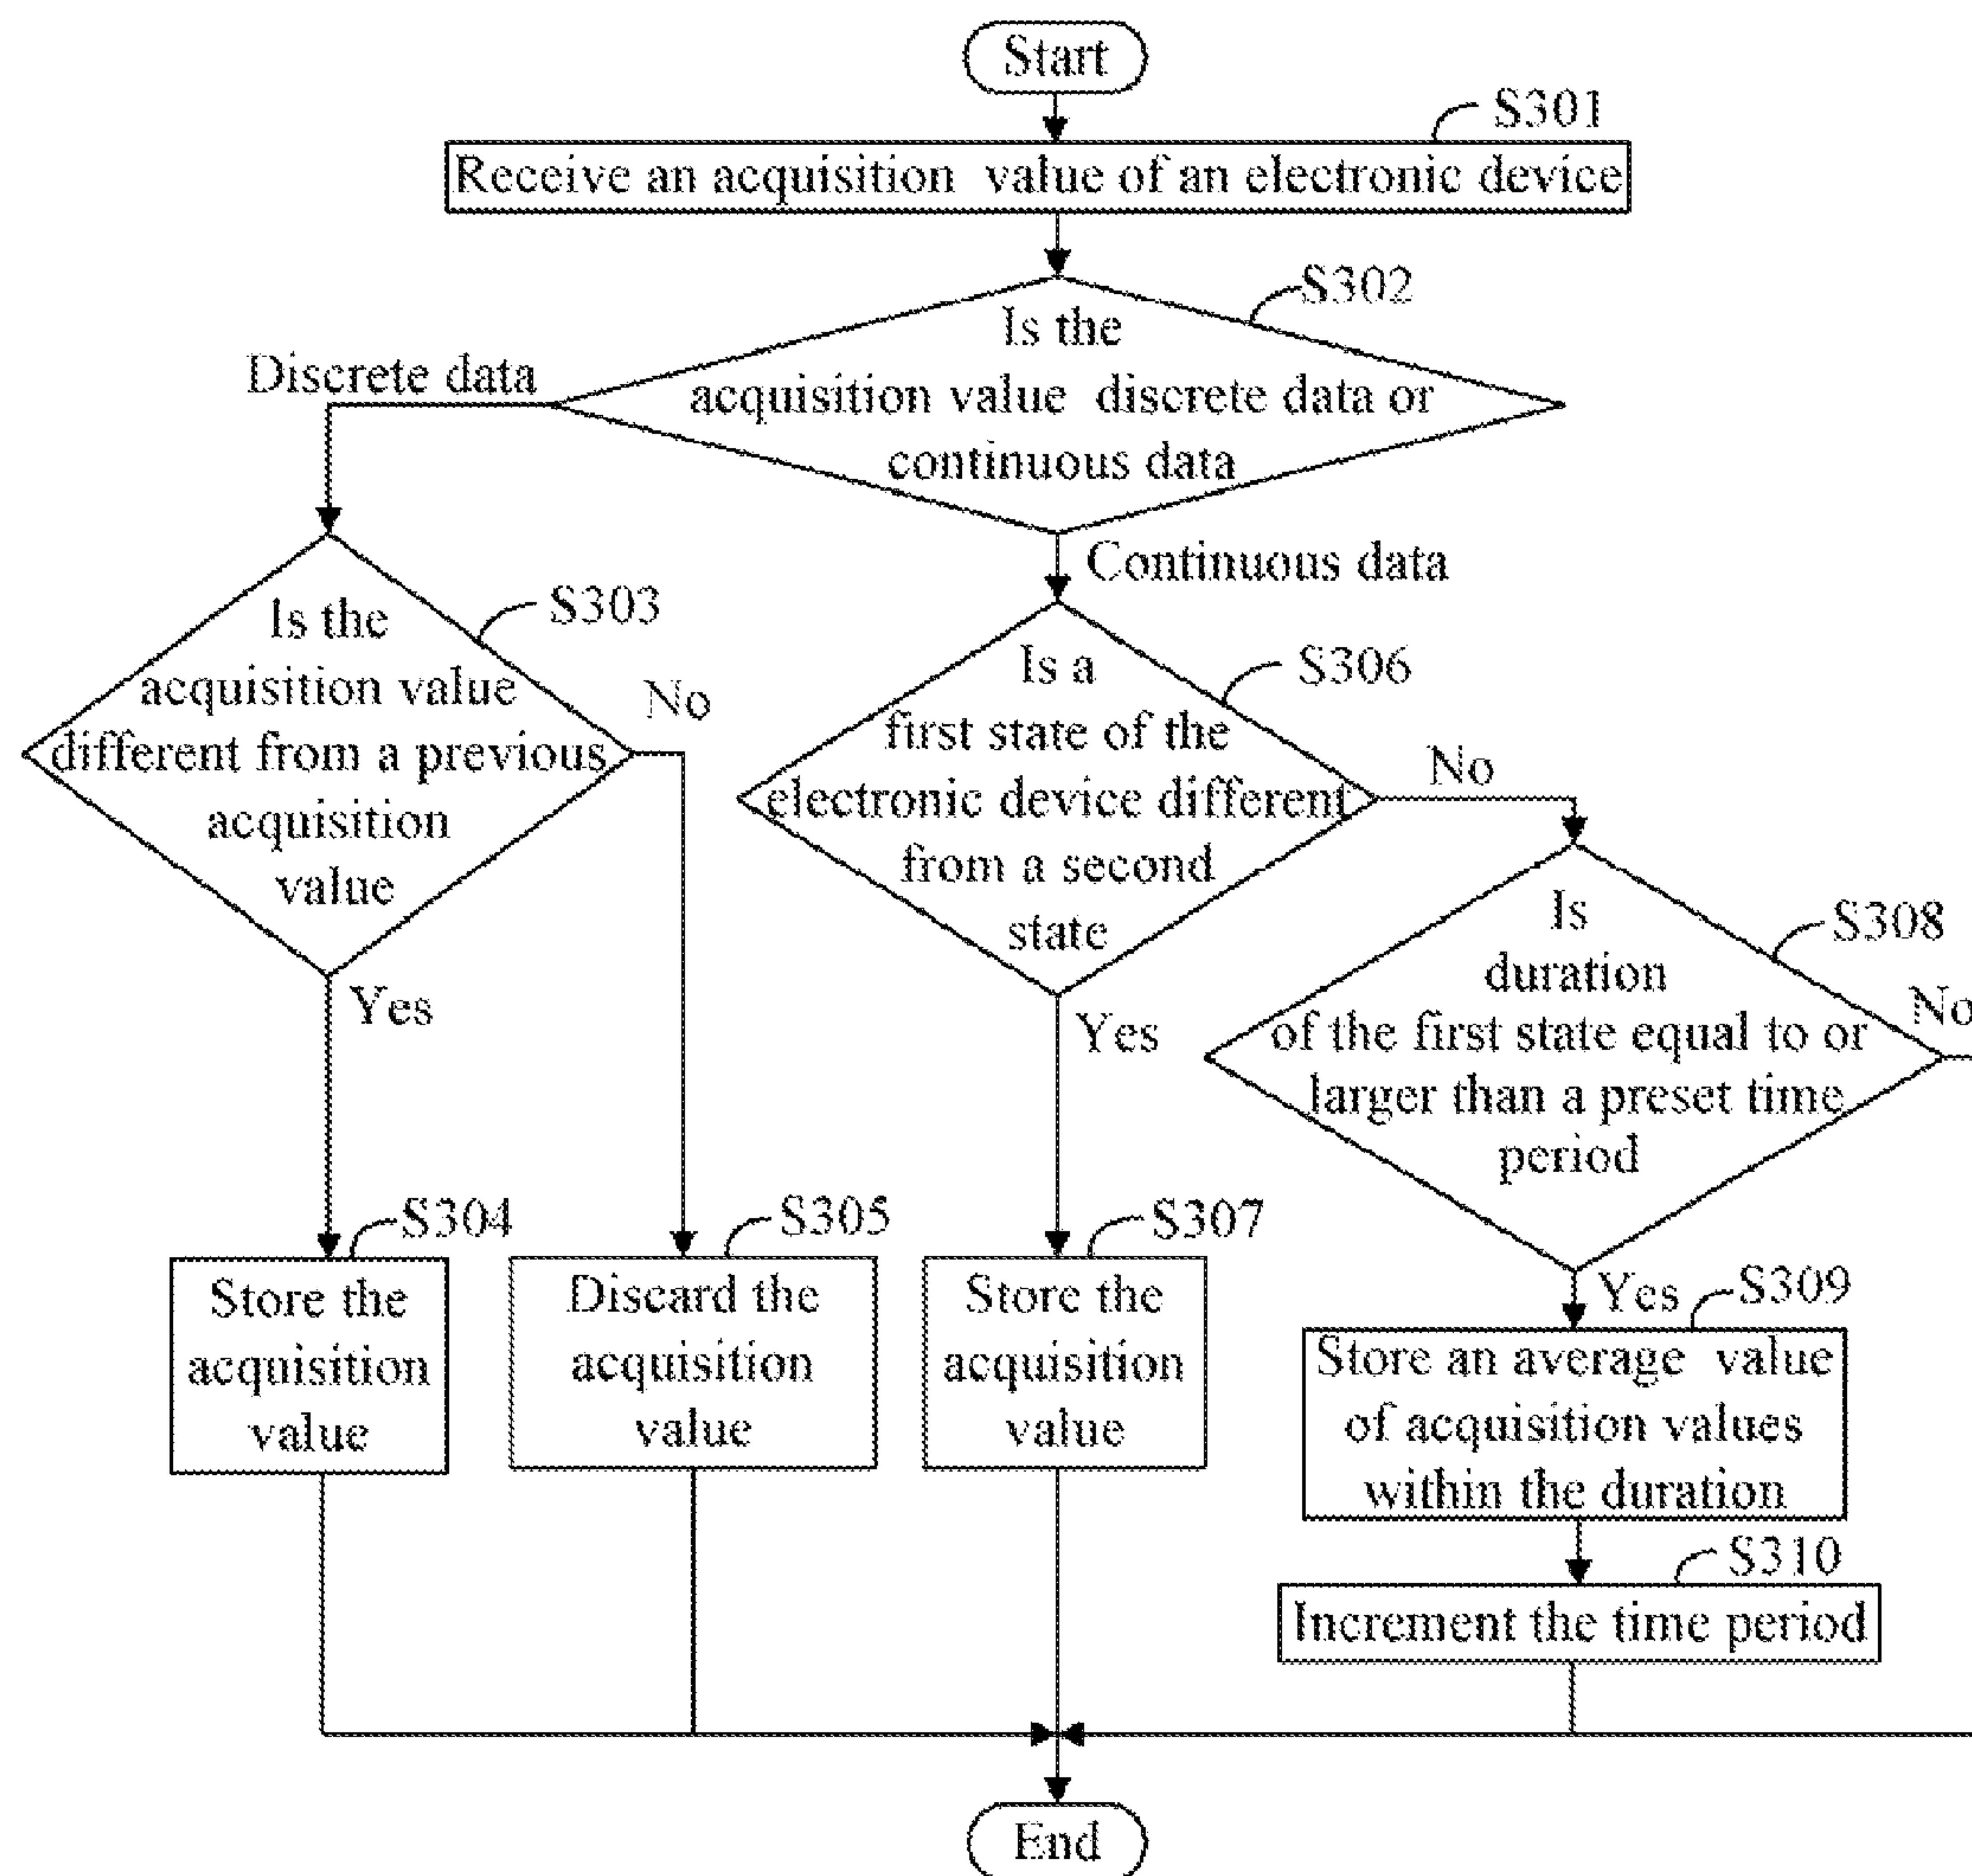 Start
S301
Receive an acquisition value of an electronic device
S302
Is the
acquisition value discrete data or
continuous data
Discrete data
Continuous data
S303
Is the
acquisition value
different from a previous
acquisition
value
No
Yes
S306
Is a
first state of the
electronic device different
from a second
state
No
Yes
S308
Is
duration
of the first state equal to or
larger than a preset time
period
No
Yes
S304
Store the
acquisition
value
S305
Discard the
acquisition
value
S307
Store the
acquisition
value
S309
Store an average value
of acquisition values
within the duration
S310
Increment the time period
End